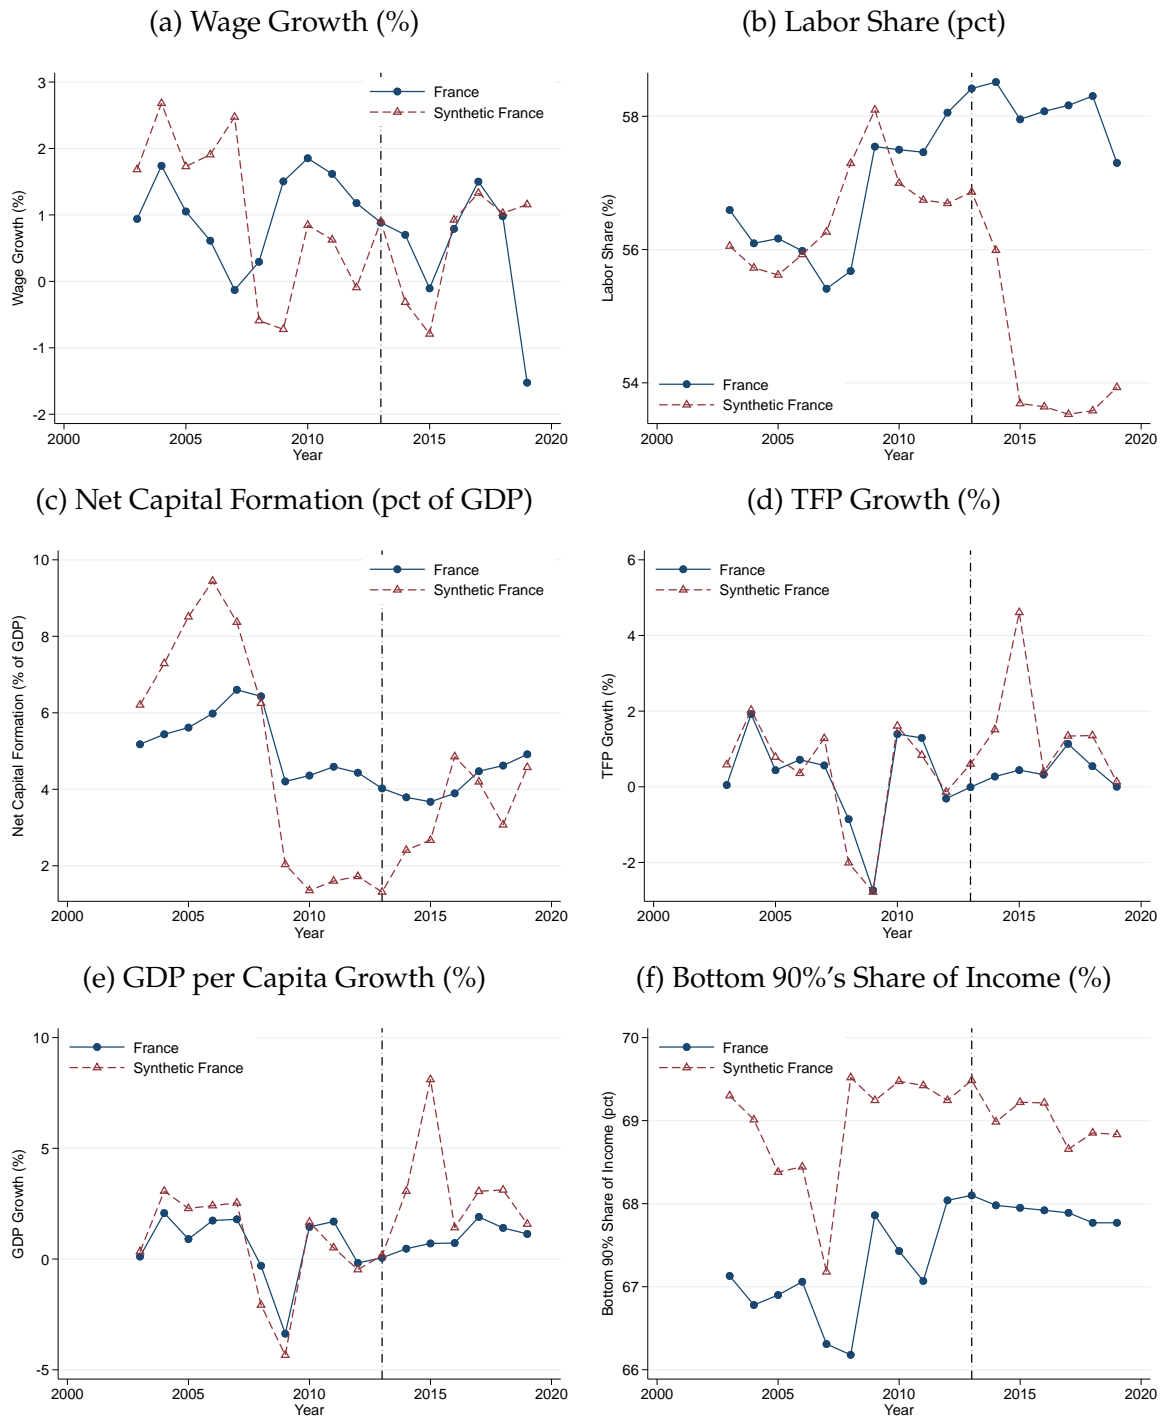 (a) Wage Growth (%)
3
2
1
0
-1
-2
Wage Growth (%)
2000 2005 2010 2015 2020
Year
France
Synthetic France
(b) Labor Share (pct)
58
56
54
Labor Share (%)
2000 2005 2010 2015 2020
Year
France
Synthetic France
(c) Net Capital Formation (pct of GDP)
10
8
6
4
2
Net Capital Formation (% of GDP)
2000 2005 2010 2015 2020
Year
France
Synthetic France
(d) TFP Growth (%)
6
4
2
0
-2
TFP Growth (%)
2000 2005 2010 2015 2020
Year
France
Synthetic France
(e) GDP per Capita Growth (%)
10
5
0
-5
GDP Growth (%)
2000 2005 2010 2015 2020
Year
France
Synthetic France
(f) Bottom 90%’s Share of Income (%)
70
69
68
67
66
Bottom 90% Share of Income (pct)
2000 2005 2010 2015 2020
Year
France
Synthetic France